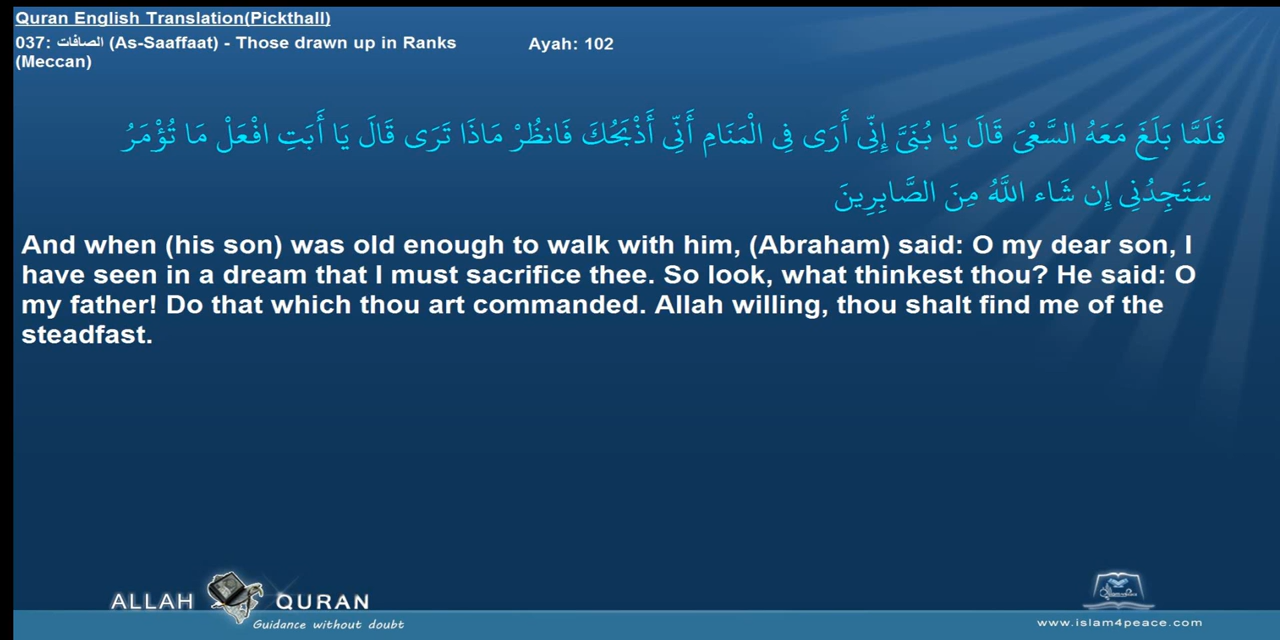 Quran English Translation(Pickthall)
037: الصافات (As-Saaffaat) - Those drawn up in Ranks
(Meccan)
Ayah: 102
فَلَمَّا بَلَغَ مَعَهُ السَّعْيَ قَالَ يَا بُنَيَّ إِنِّي أَرَى فِي الْمَنَامِ أَنِّي أَذْبَحُكَ فَانظُرْ مَاذَا تَرَى قَالَ يَا أَبَتِ افْعَلْ مَا تُؤْمَرُ
سَتَجِدُنِي إِن شَاء اللَّهُ مِنَ الصَّابِرِينَ
And when (his son) was old enough to walk with him, (Abraham) said: O my dear son, I
have seen in a dream that I must sacrifice thee. So look, what thinkest thou? He said: O
my father! Do that which thou art commanded. Allah willing, thou shalt find me of the
steadfast.
ALLAH QURAN
Guidance without doubt
www.islam4peace.com